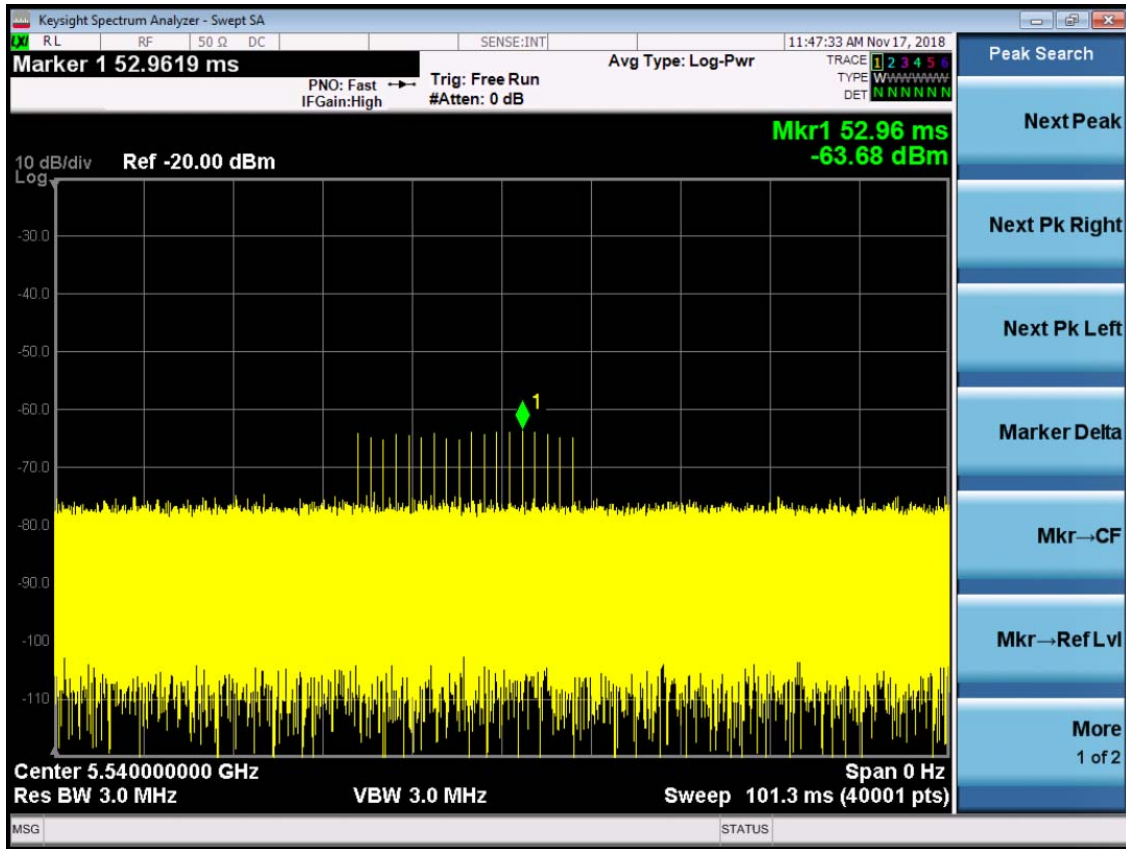 Keysight Spectrum Analyzer - Swept SA
LXI RL RF 50 Ω DC SENSE:INT 11:47:33 AM Nov 17, 2018
Marker 1 52.9619 ms
PNO: Fast
IFGain:High
Trig: Free Run
#Atten: 0 dB
Avg Type: Log-Pwr
TRACE 1 2 3 4 5 6
TYPE WWWWWW
DET N N N N N N
Mkr1 52.96 ms
-63.68 dBm
10 dB/div Ref -20.00 dBm
Log
-30.0
-40.0
-50.0
-60.0
1
-70.0
-80.0
-90.0
-100
-110
Center 5.540000000 GHz Span 0 Hz
Res BW 3.0 MHz VBW 3.0 MHz Sweep 101.3 ms (40001 pts)
MSG STATUS
Peak Search
Next Peak
Next Pk Right
Next Pk Left
Marker Delta
Mkr→CF
Mkr→Ref Lvl
More
1 of 2